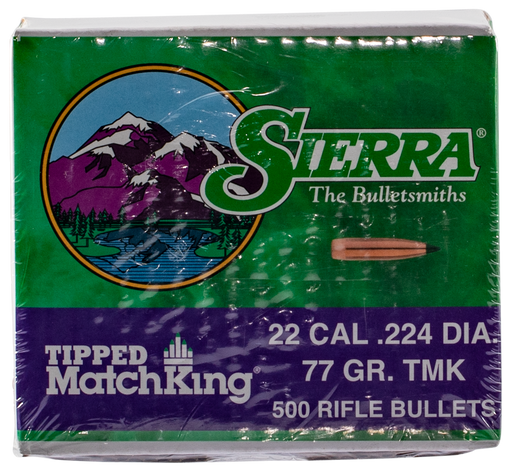 SIERRA®
The Bulletsmiths
22 CAL .224 DIA.
77 GR. TMK
500 RIFLE BULLETS
TIPPED
MatchKing®